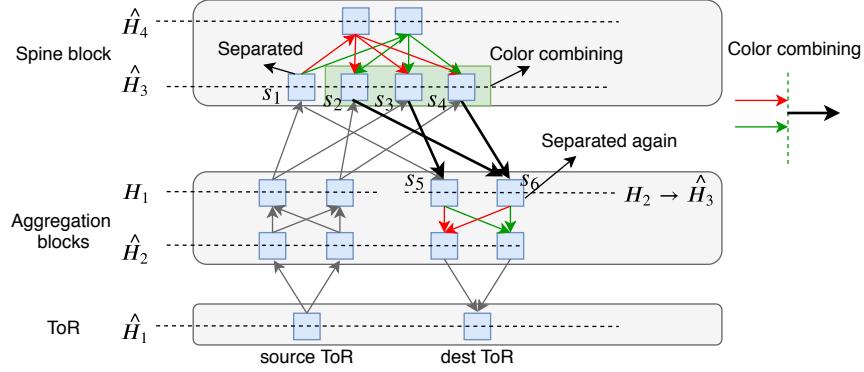 Ĥ₄
Spine block
Separated
Color combining
Color combining
Ĥ₃
s₁
s₂
s₃
s₄
Separated again
H₁
s₅
s₆
H₂ → Ĥ₃
Aggregation
blocks
Ĥ₂
ToR
Ĥ₁
source ToR
dest ToR